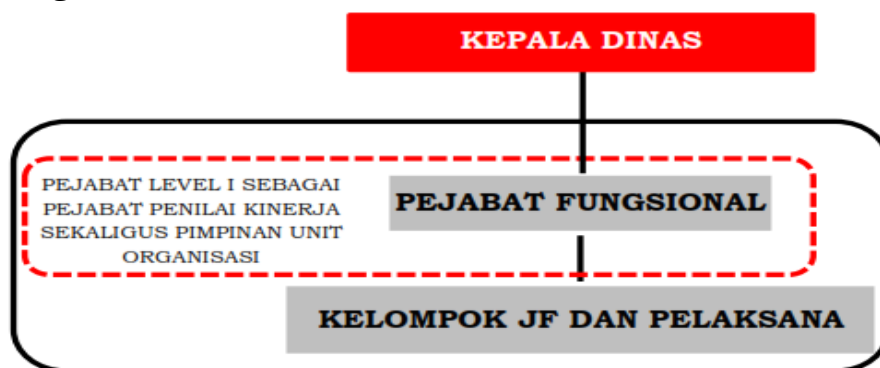 KEPALA DINAS
PEJABAT LEVEL I SEBAGAI
PEJABAT PENILAI KINERJA
SEKALIGUS PIMPINAN UNIT
ORGANISASI
PEJABAT FUNGSIONAL
KELOMPOK JF DAN PELAKSANA